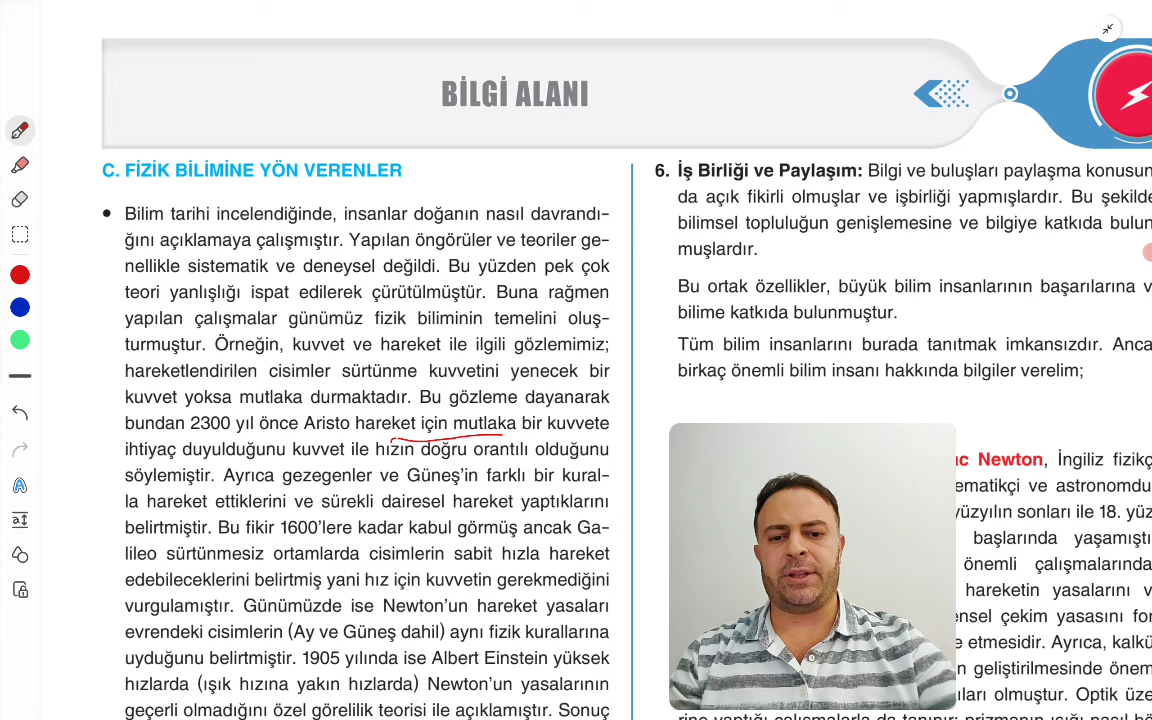 BİLGİ ALANI
C. FİZİK BİLİMİNE YÖN VERENLER
● Bilim tarihi incelendiğinde, insanlar doğanın nasıl davrandı-
ğını açıklamaya çalışmıştır. Yapılan öngörüler ve teoriler ge-
nellikle sistematik ve deneysel değildi. Bu yüzden pek çok
teori yanlışlığı ispat edilerek çürütülmüştür. Buna rağmen
yapılan çalışmalar günümüz fizik biliminin temelini oluş-
turmuştur. Örneğin, kuvvet ve hareket ile ilgili gözlemimiz;
hareketlendirilen cisimler sürtünme kuvvetini yenecek bir
kuvvet yoksa mutlaka durmaktadır. Bu gözleme dayanarak
bundan 2300 yıl önce Aristo hareket için mutlaka bir kuvvete
ihtiyaç duyulduğunu kuvvet ile hızın doğru orantılı olduğunu
söylemiştir. Ayrıca gezegenler ve Güneş'in farklı bir kural-
la hareket ettiklerini ve sürekli dairesel hareket yaptıklarını
belirtmiştir. Bu fikir 1600'lere kadar kabul görmüş ancak Ga-
lileo sürtünmesiz ortamlarda cisimlerin sabit hızla hareket
edebileceklerini belirtmiş yani hız için kuvvetin gerekmediğini
vurgulamıştır. Günümüzde ise Newton'un hareket yasaları
evrendeki cisimlerin (Ay ve Güneş dahil) aynı fizik kurallarına
uyduğunu belirtmiştir. 1905 yılında ise Albert Einstein yüksek
hızlarda (ışık hızına yakın hızlarda) Newton'un yasalarının
geçerli olmadığını özel görelilik teorisi ile açıklamıştır. Sonuç
6. İş Birliği ve Paylaşım: Bilgi ve buluşları paylaşma konusun
da açık fikirli olmuşlar ve işbirliği yapmışlardır. Bu şekilde
bilimsel topluluğun genişlemesine ve bilgiye katkıda bulun
muşlardır.
Bu ortak özellikler, büyük bilim insanlarının başarılarına v
bilime katkıda bulunmuştur.
Tüm bilim insanlarını burada tanıtmak imkansızdır. Anca
birkaç önemli bilim insanı hakkında bilgiler verelim;
c Newton, İngiliz fizikç
ematikçi ve astronomdu
yüzyılın sonları ile 18. yüz
başlarında yaşamıştı
önemli çalışmalarında
hareketin yasalarını v
ensel çekim yasasını for
e etmesidir. Ayrıca, kalkü
n geliştirilmesinde önem
ıları olmuştur. Optik üze
rine yaptığı çalışmalarla da tanınır; prizmanın ışığı nasıl bö